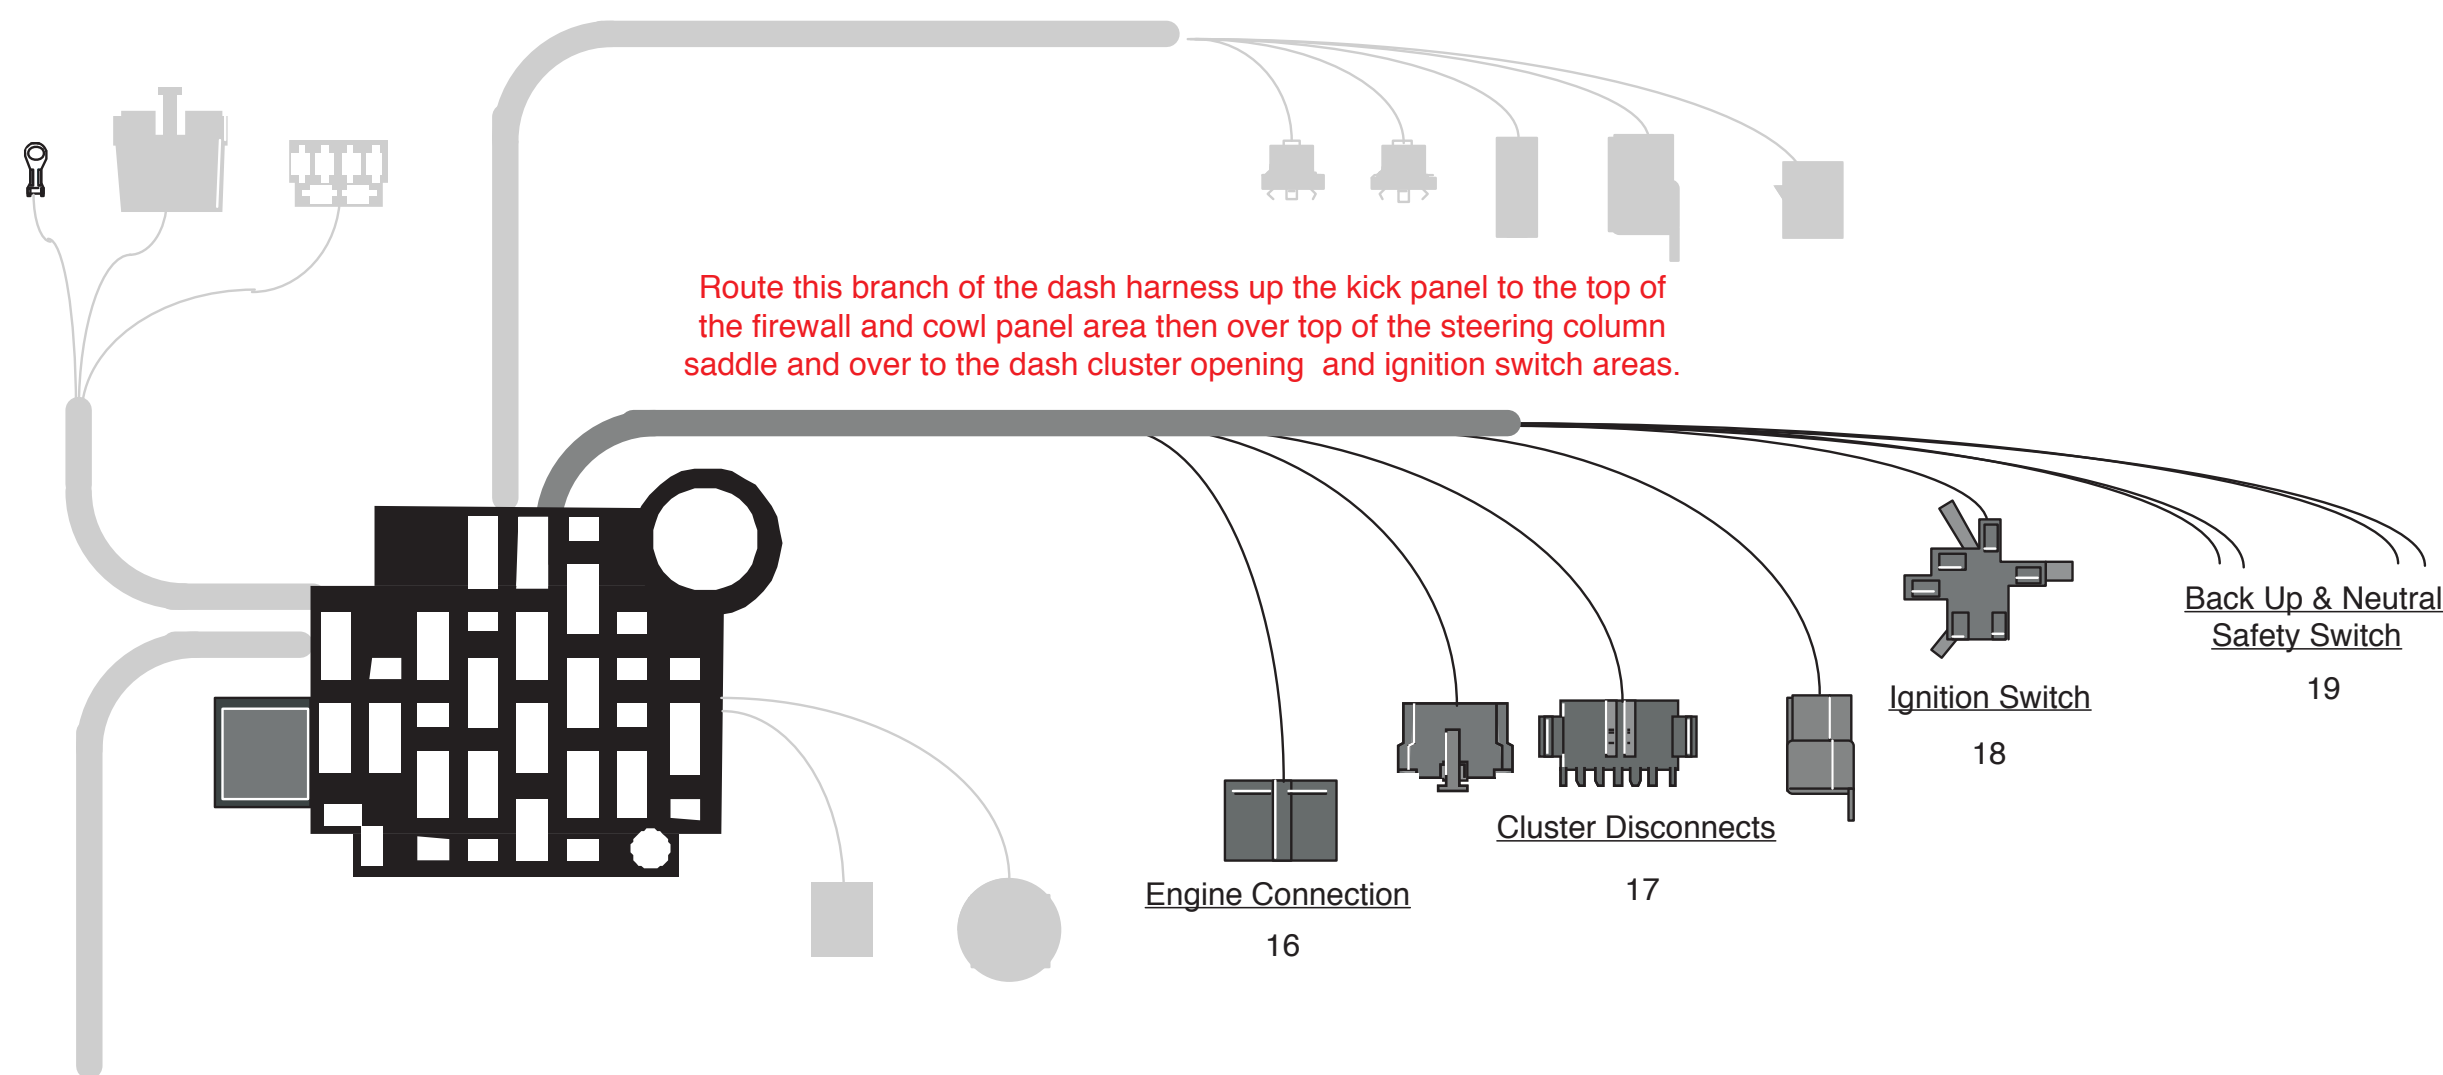 Route this branch of the dash harness up the kick panel to the top of
the firewall and cowl panel area then over top of the steering column
saddle and over to the dash cluster opening  and ignition switch areas.
Back Up & Neutral
Safety Switch
19
Ignition Switch
18
Cluster Disconnects
17
Engine Connection
16